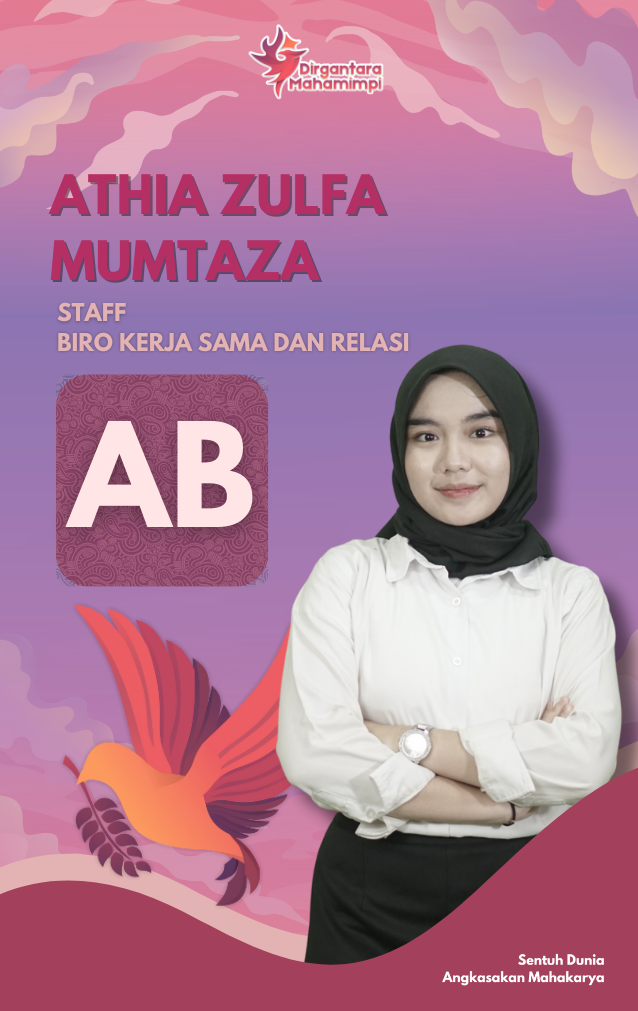 Dirgantara
Mahamimpi
ATHIA ZULFA
MUMTAZA
STAFF
BIRO KERJA SAMA DAN RELASI
AB
Sentuh Dunia
Angkasakan Mahakarya